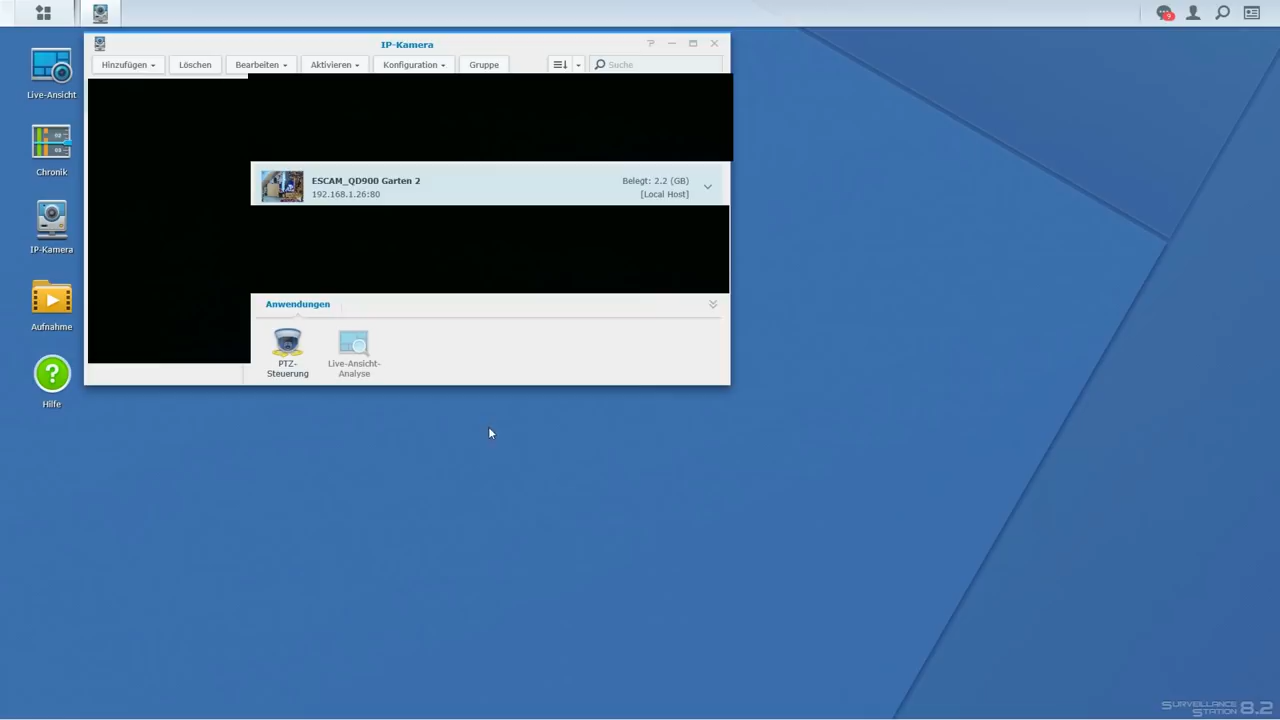 9
IP-Kamera
Hinzufügen
Löschen
Bearbeiten
Aktivieren
Konfiguration
Gruppe
Suche
Live-Ansicht
Chronik
IP-Kamera
Aufnahme
Hilfe
ESCAM_QD900 Garten 2
Belegt: 2.2 (GB)
192.168.1.26:80
[Local Host]
Anwendungen
PTZ-
Steuerung
Live-Ansicht-
Analyse
SURVEILLANCE
STATION 8.2